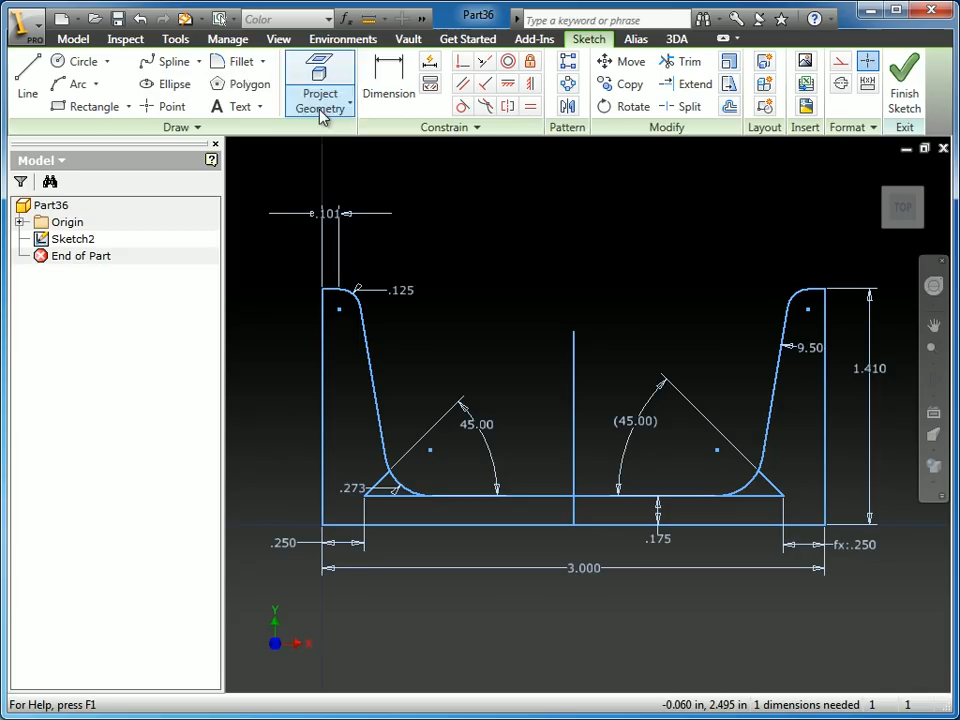 Color
Part36
Type a keyword or phrase
PRO
Model Inspect Tools Manage View Environments Vault Get Started Add-Ins Sketch Alias 3DA
Line
Circle
Arc
Rectangle
Spline
Ellipse
Point
Fillet
Polygon
Text
Project
Geometry
Dimension
Move
Copy
Rotate
Trim
Extend
Split
Finish
Sketch
Draw Constrain Pattern Modify Layout Insert Format Exit
Model
Part36
Origin
Sketch2
End of Part
TOP
.101
.125
9.50
1.410
45.00
(45.00)
.273
.175
.250
fx:.250
3.000
Y
X
For Help, press F1
-0.060 in, 2.495 in 1 dimensions needed 1 1